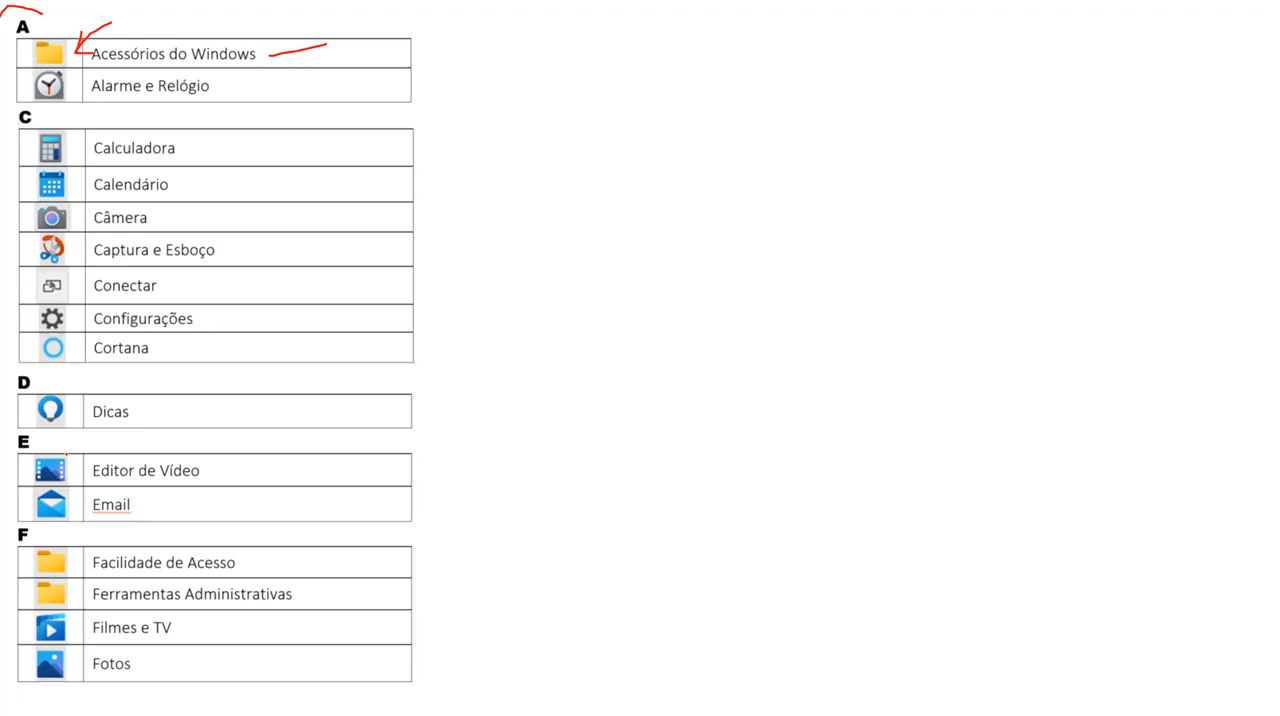 A
Acessórios do Windows
Alarme e Relógio
C
Calculadora
Calendário
Câmera
Captura e Esboço
Conectar
Configurações
Cortana
D
Dicas
E
Editor de Vídeo
Email
F
Facilidade de Acesso
Ferramentas Administrativas
Filmes e TV
Fotos